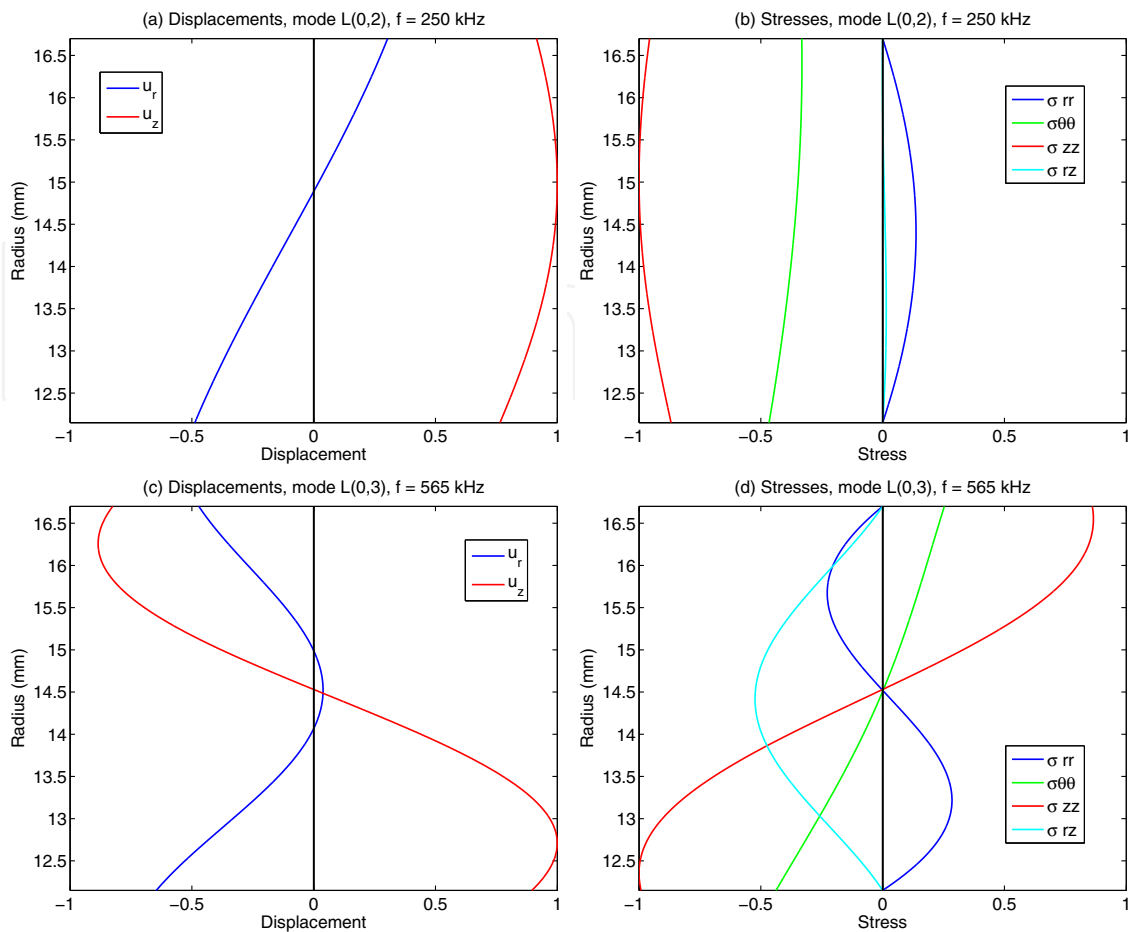 (a) Displacements, mode L(0,2), f = 250 kHz
16.5
16
15.5
15
14.5
14
13.5
13
12.5
Radius (mm)
u_r
u_z
−1
−0.5
0
0.5
1
Displacement
(b) Stresses, mode L(0,2), f = 250 kHz
16.5
16
15.5
15
14.5
14
13.5
13
12.5
Radius (mm)
σ rr
σθθ
σ zz
σ rz
−1
−0.5
0
0.5
1
Stress
(c) Displacements, mode L(0,3), f = 565 kHz
16.5
16
15.5
15
14.5
14
13.5
13
12.5
Radius (mm)
u_r
u_z
−1
−0.5
0
0.5
1
Displacement
(d) Stresses, mode L(0,3), f = 565 kHz
16.5
16
15.5
15
14.5
14
13.5
13
12.5
Radius (mm)
σ rr
σθθ
σ zz
σ rz
−1
−0.5
0
0.5
1
Stress